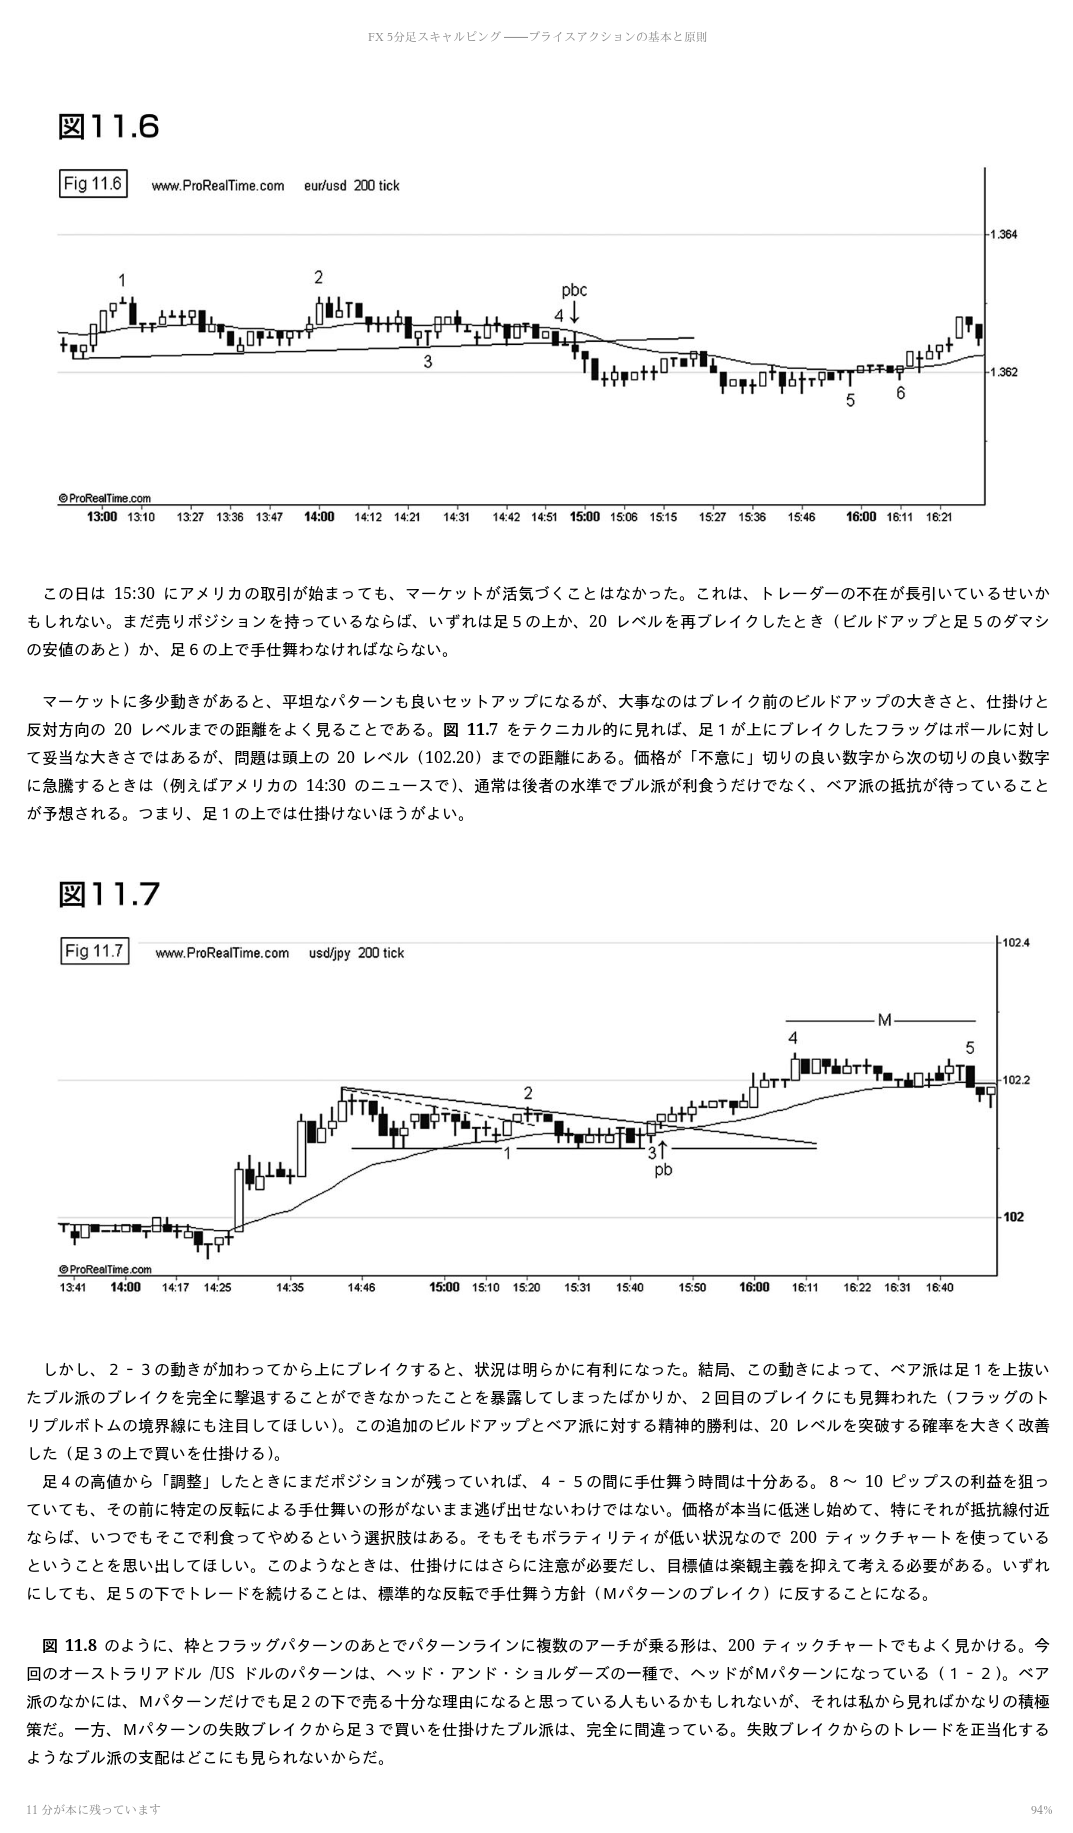 FX 5分足スキャルピング ――プライスアクションの基本と原則
図11.6
Fig 11.6 www.ProRealTime.com eur/usd 200 tick
1.364
1 2 pbc
4
3
1.362
5 6
©ProRealTime.com
13:00 13:10 13:27 13:36 13:47 14:00 14:12 14:21 14:31 14:42 14:51 15:00 15:06 15:15 15:27 15:36 15:46 16:00 16:11 16:21
この日は 15:30 にアメリカの取引が始まっても、マーケットが活気づくことはなかった。これは、トレーダーの不在が長引いているせいか
もしれない。まだ売りポジションを持っているならば、いずれは足５の上か、20 レベルを再ブレイクしたとき（ビルドアップと足５のダマシ
の安値のあと）か、足６の上で手仕舞わなければならない。
マーケットに多少動きがあると、平坦なパターンも良いセットアップになるが、大事なのはブレイク前のビルドアップの大きさと、仕掛けと
反対方向の 20 レベルまでの距離をよく見ることである。図 11.7 をテクニカル的に見れば、足１が上にブレイクしたフラッグはポールに対し
て妥当な大きさではあるが、問題は頭上の 20 レベル（102.20）までの距離にある。価格が「不意に」切りの良い数字から次の切りの良い数字
に急騰するときは（例えばアメリカの 14:30 のニュースで）、通常は後者の水準でブル派が利食うだけでなく、ベア派の抵抗が待っていること
が予想される。つまり、足１の上では仕掛けないほうがよい。
図11.7
Fig 11.7 www.ProRealTime.com usd/jpy 200 tick
102.4
M
4
5
102.2
2
1 3
pb
102
©ProRealTime.com
13:41 14:00 14:17 14:25 14:35 14:46 15:00 15:10 15:20 15:31 15:40 15:50 16:00 16:11 16:22 16:31 16:40
しかし、２－３の動きが加わってから上にブレイクすると、状況は明らかに有利になった。結局、この動きによって、ベア派は足１を上抜い
たブル派のブレイクを完全に撃退することができなかったことを暴露してしまったばかりか、２回目のブレイクにも見舞われた（フラッグのト
リプルボトムの境界線にも注目してほしい）。この追加のビルドアップとベア派に対する精神的勝利は、20 レベルを突破する確率を大きく改善
した（足３の上で買いを仕掛ける）。
足４の高値から「調整」したときにまだポジションが残っていれば、４－５の間に手仕舞う時間は十分ある。８～ 10 ピップスの利益を狙っ
ていても、その前に特定の反転による手仕舞いの形がないまま逃げ出せないわけではない。価格が本当に低迷し始めて、特にそれが抵抗線付近
ならば、いつでもそこで利食ってやめるという選択肢はある。そもそもボラティリティが低い状況なので 200 ティックチャートを使っている
ということを思い出してほしい。このようなときは、仕掛けにはさらに注意が必要だし、目標値は楽観主義を抑えて考える必要がある。いずれ
にしても、足５の下でトレードを続けることは、標準的な反転で手仕舞う方針（Ｍパターンのブレイク）に反することになる。
図 11.8 のように、枠とフラッグパターンのあとでパターンラインに複数のアーチが乗る形は、200 ティックチャートでもよく見かける。今
回のオーストラリアドル /US ドルのパターンは、ヘッド・アンド・ショルダーズの一種で、ヘッドがＭパターンになっている（１－２）。ベア
派のなかには、Ｍパターンだけでも足２の下で売る十分な理由になると思っている人もいるかもしれないが、それは私から見ればかなりの積極
策だ。一方、Ｍパターンの失敗ブレイクから足３で買いを仕掛けたブル派は、完全に間違っている。失敗ブレイクからのトレードを正当化する
ようなブル派の支配はどこにも見られないからだ。
11 分が本に残っています
94%